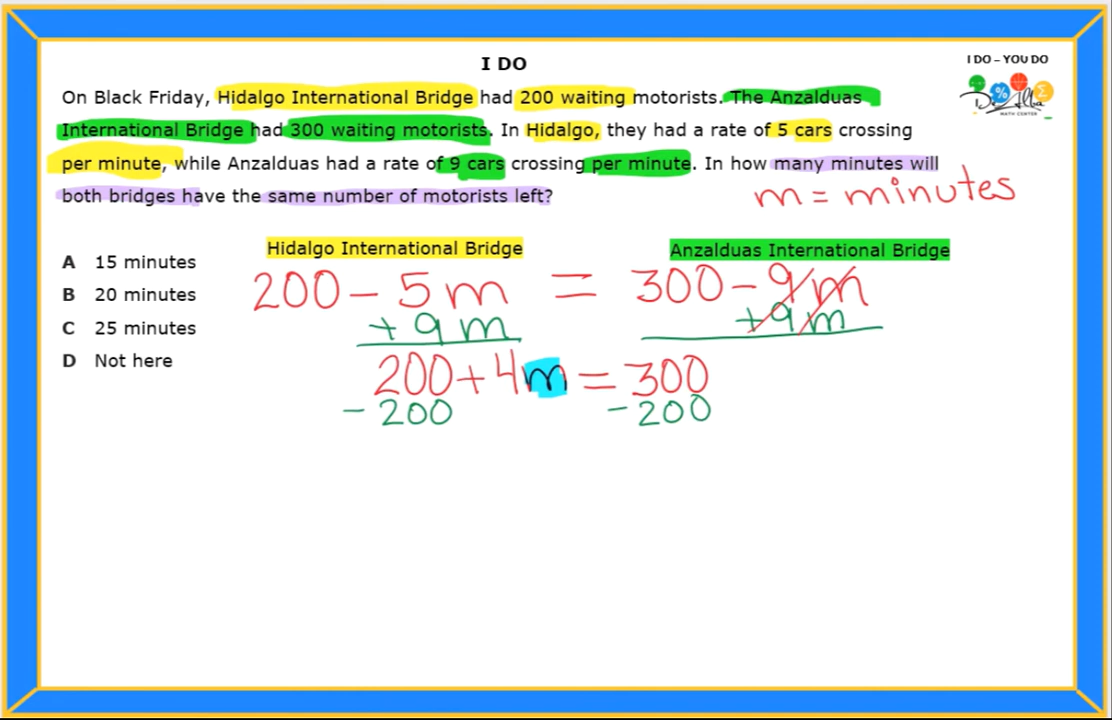 I DO
I DO – YOU DO
On Black Friday, Hidalgo International Bridge had 200 waiting motorists. The Anzalduas
International Bridge had 300 waiting motorists. In Hidalgo, they had a rate of 5 cars crossing
per minute, while Anzalduas had a rate of 9 cars crossing per minute. In how many minutes will
both bridges have the same number of motorists left?
m = minutes
Hidalgo International Bridge
Anzalduas International Bridge
A 15 minutes
B 20 minutes
C 25 minutes
D Not here
200 – 5m = 300 – 9m
+9m +9m
200 + 4m = 300
– 200 – 200
% Σ
MATH CENTER